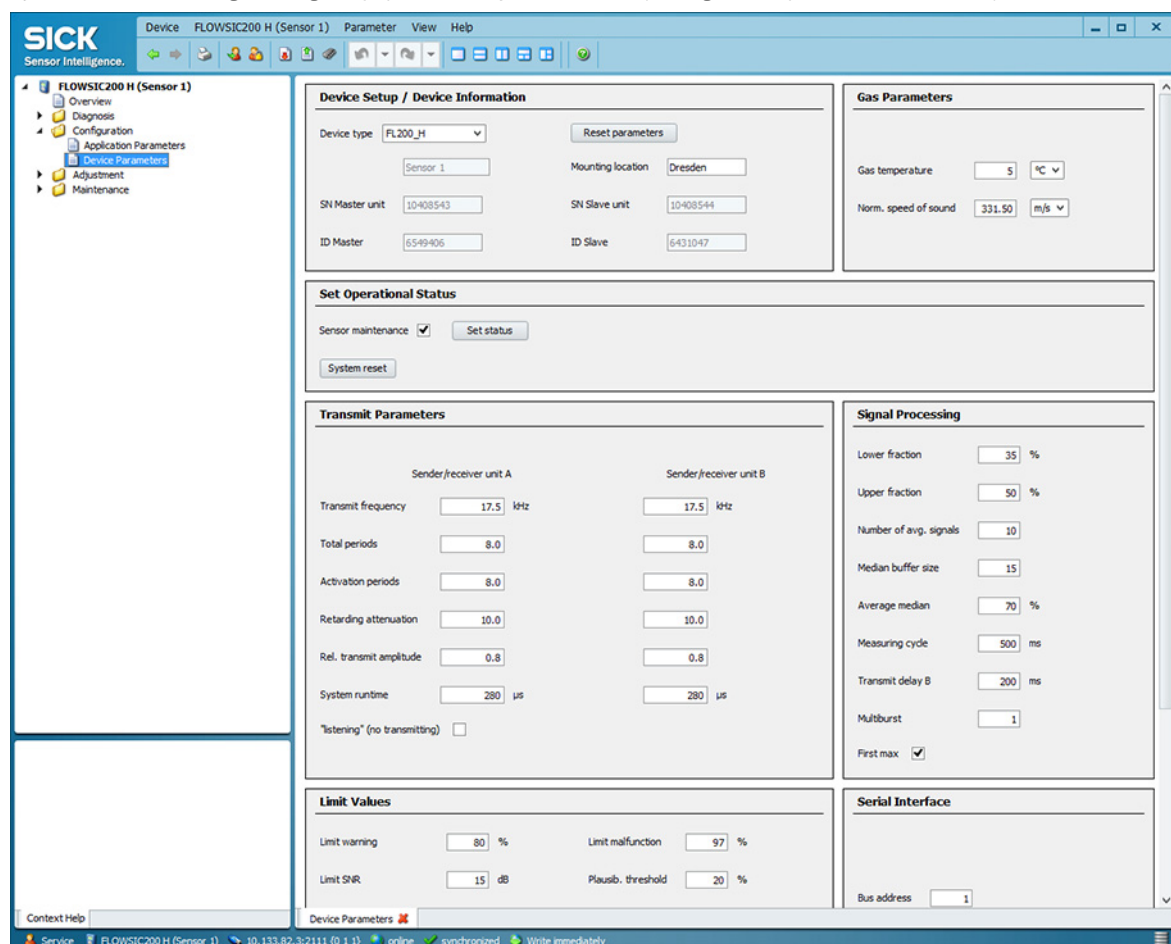 SICK
Sensor Intelligence.
Device FLOWSIC200 H (Sensor 1) Parameter View Help
FLOWSIC200 H (Sensor 1)
Overview
Diagnosis
Configuration
Application Parameters
Device Parameters
Adjustment
Maintenance
Context Help
Device Setup / Device Information
Device type FL200_H Reset parameters
Sensor 1 Mounting location Dresden
SN Master unit 10408543 SN Slave unit 10408544
ID Master 6549406 ID Slave 6431047
Gas Parameters
Gas temperature 5 °C
Norm. speed of sound 331.50 m/s
Set Operational Status
Sensor maintenance Set status
System reset
Transmit Parameters
Sender/receiver unit A Sender/receiver unit B
Transmit frequency 17.5 kHz 17.5 kHz
Total periods 8.0 8.0
Activation periods 8.0 8.0
Retarding attenuation 10.0 10.0
Rel. transmit amplitude 0.8 0.8
System runtime 280 µs 280 µs
"listening" (no transmitting)
Signal Processing
Lower fraction 35 %
Upper fraction 50 %
Number of avg. signals 10
Median buffer size 15
Average median 70 %
Measuring cycle 500 ms
Transmit delay B 200 ms
Multiburst 1
First max
Limit Values
Limit warning 80 % Limit malfunction 97 %
Limit SNR 15 dB Plausib. threshold 20 %
Serial Interface
Bus address 1
Device Parameters
Service FLOWSIC200 H (Sensor 1) 10.133.82.3:2111 {0 1 1} online synchronized Write immediately